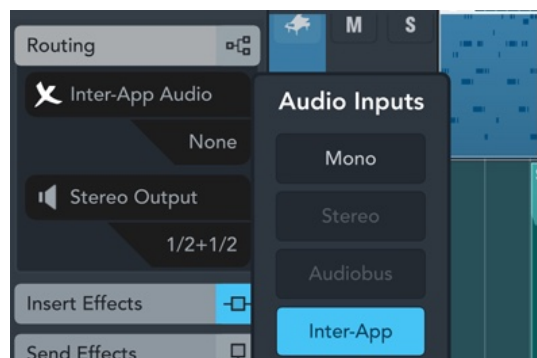 Routing
Inter-App Audio
None
Stereo Output
1/2+1/2
Insert Effects
Send Effects
M S
Audio Inputs
Mono
Stereo
Audiobus
Inter-App